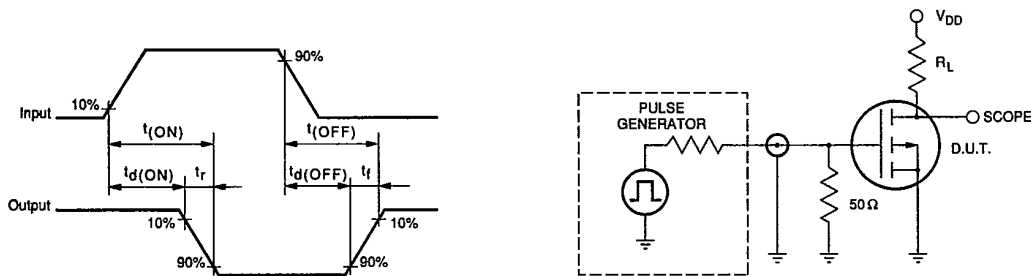 Input
10%
90%
t(ON)
t(OFF)
td(ON)
tr
td(OFF)
tf
Output
10%
10%
90%
90%
VDD
RL
SCOPE
PULSE
GENERATOR
D.U.T.
50Ω